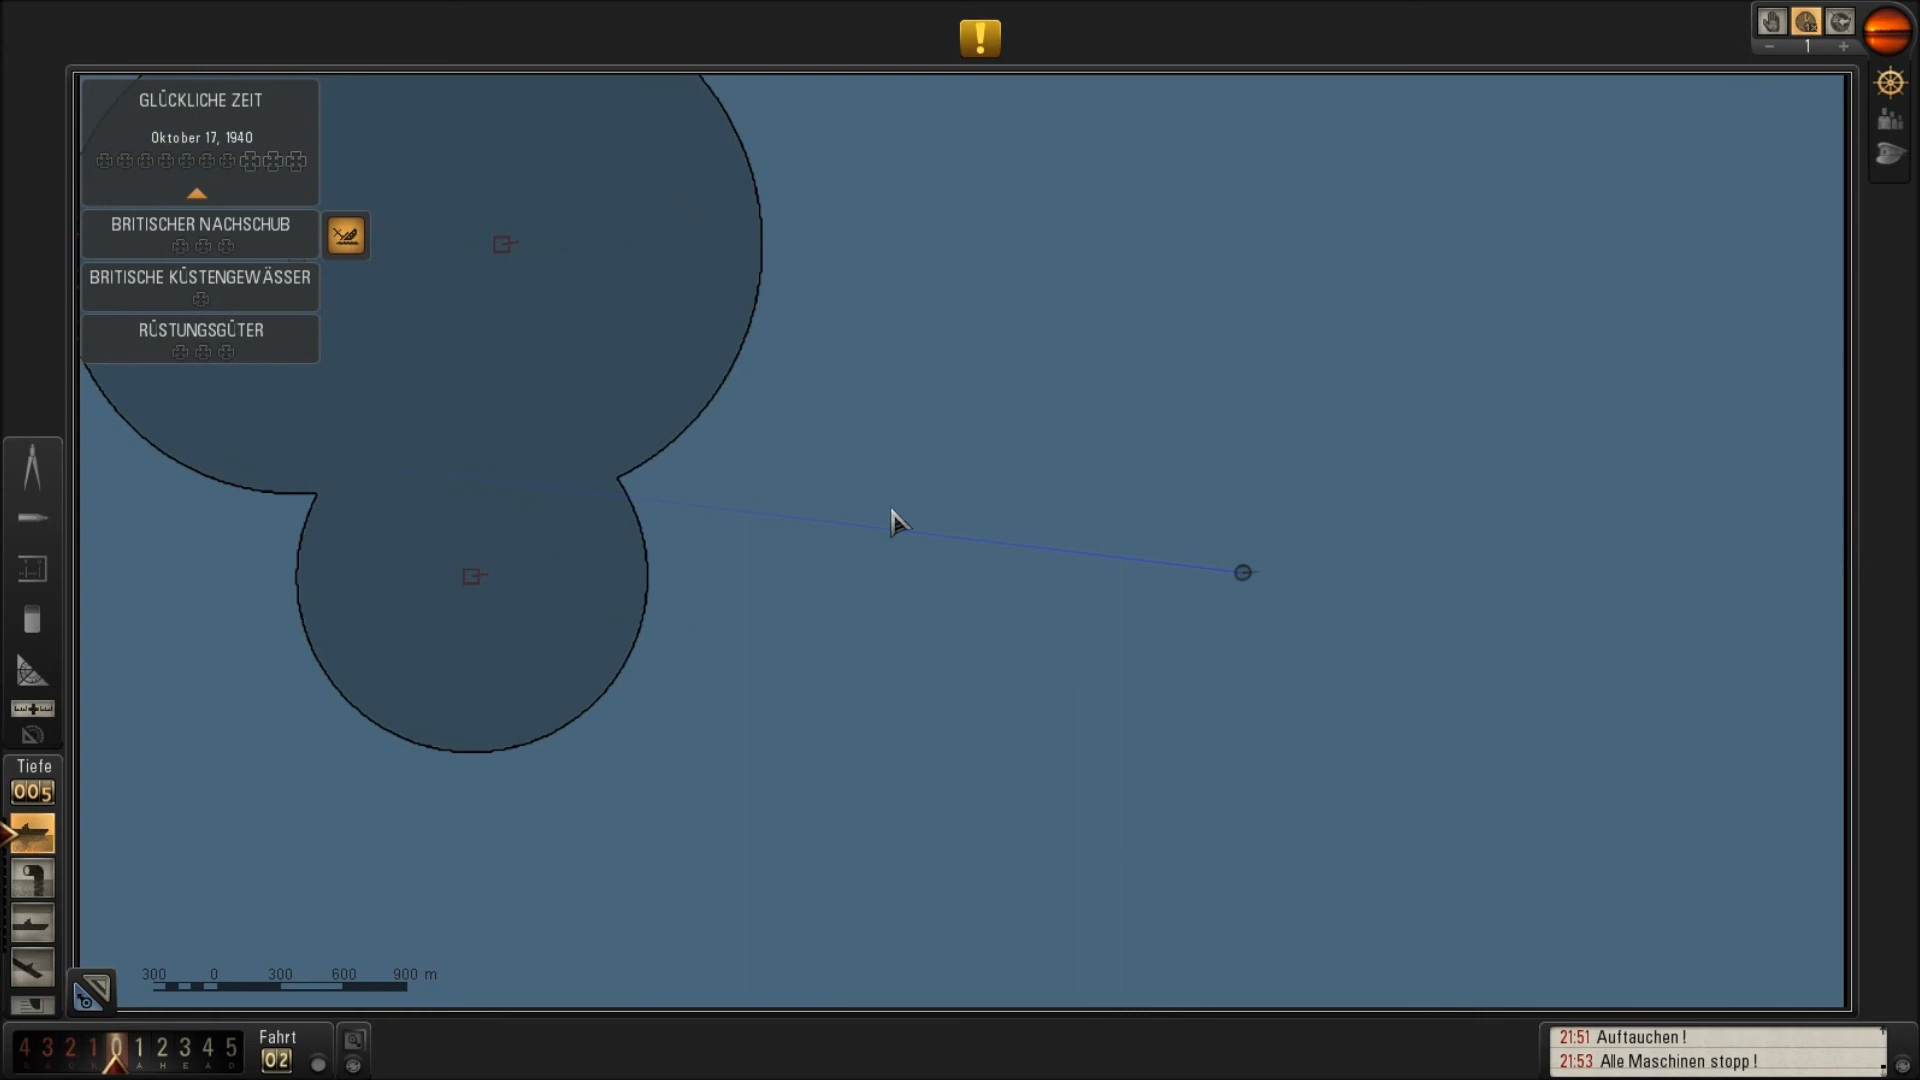 1
GLÜCKLICHE ZEIT
Oktober 17, 1940
BRITISCHER NACHSCHUB
BRITISCHE KÜSTENGEWÄSSER
RÜSTUNGSGÜTER
Tiefe
005
300 0 300 600 900 m
4 3 2 1 0 1 2 3 4 5
A H E A D
Fahrt
02
21:51 Auftauchen !
21:53 Alle Maschinen stopp !